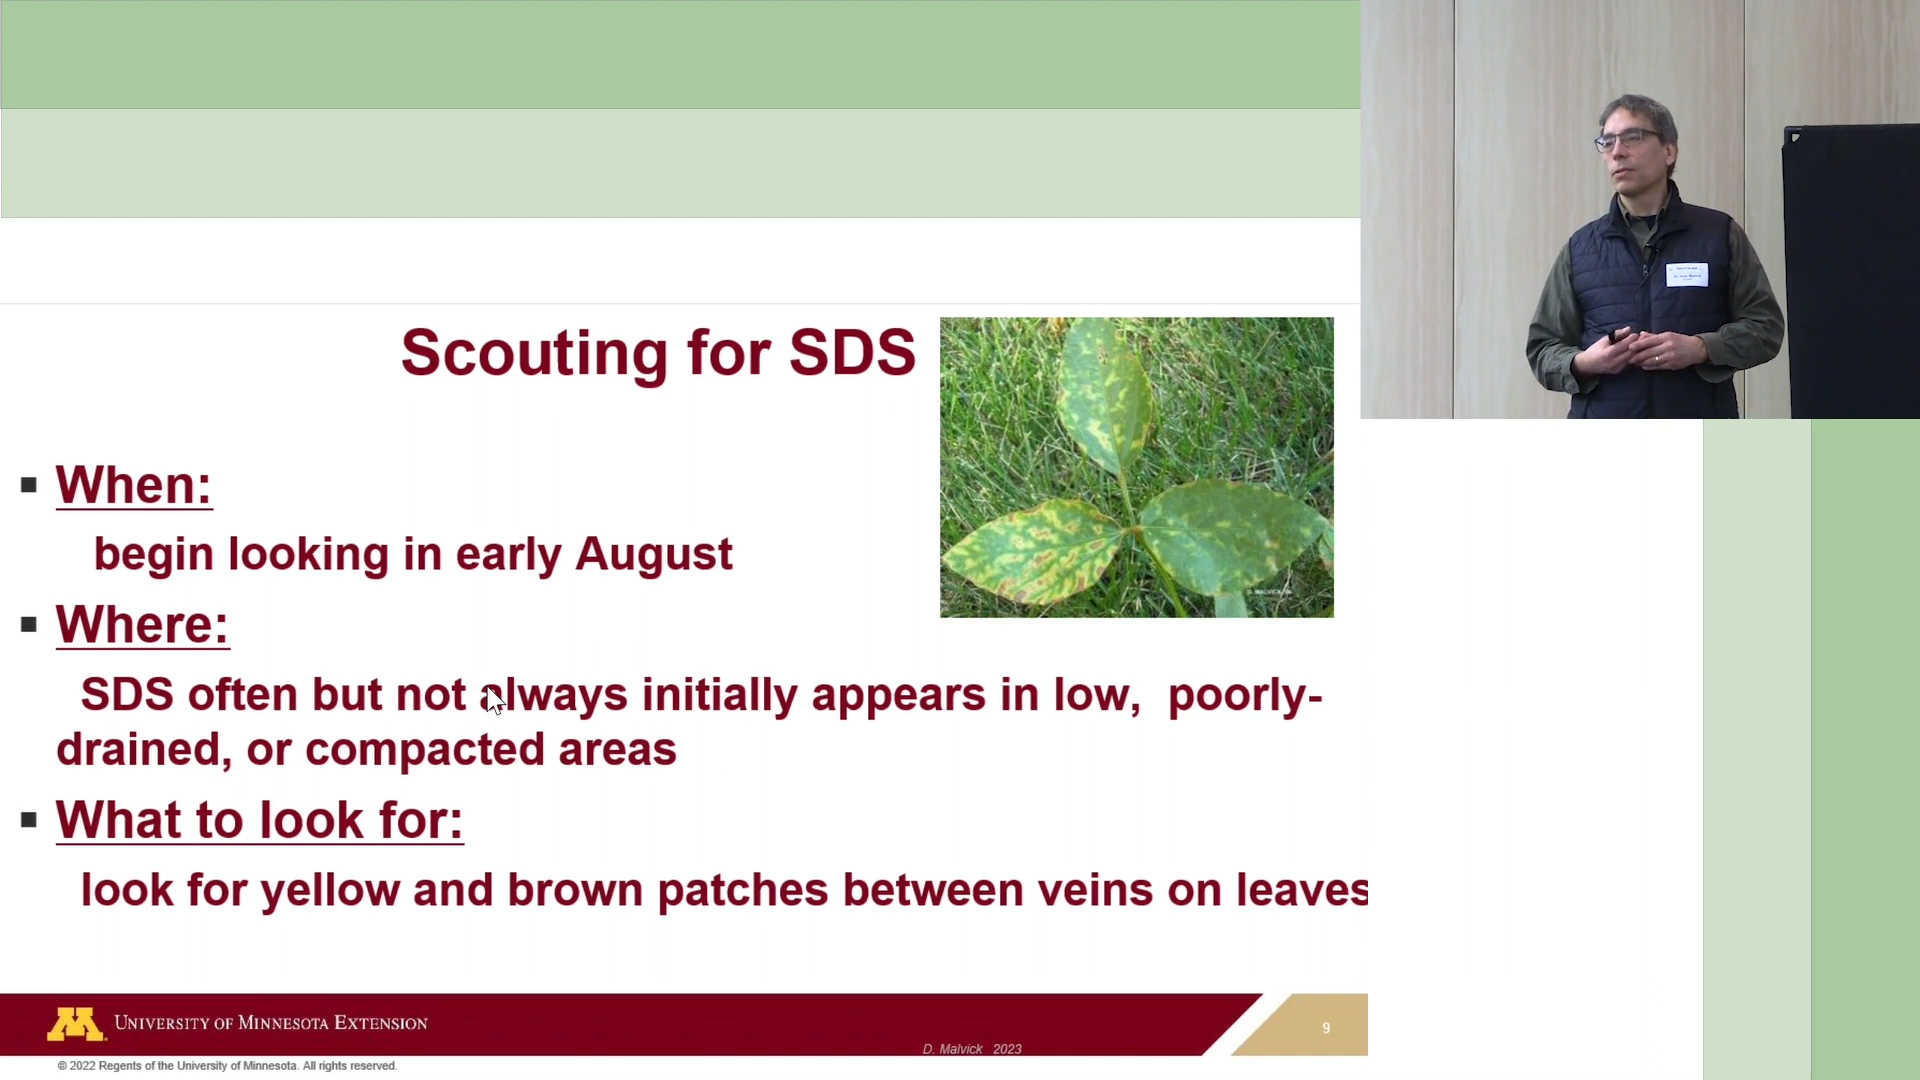 Scouting for SDS
▪ When:
begin looking in early August
▪ Where:
SDS often but not always initially appears in low, poorly-
drained, or compacted areas
▪ What to look for:
look for yellow and brown patches between veins on leaves
UNIVERSITY OF MINNESOTA EXTENSION
9
D. Malvick 2023
© 2022 Regents of the University of Minnesota. All rights reserved.